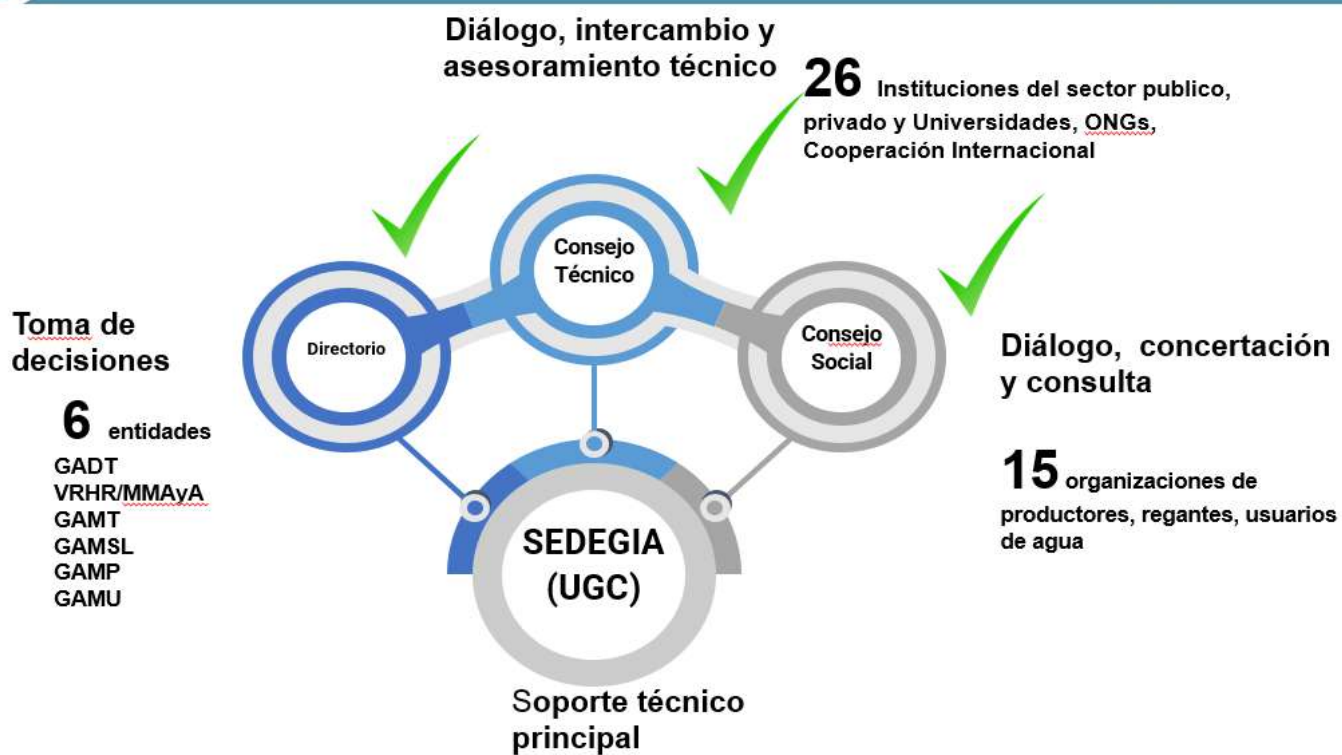 Diálogo, intercambio y
asesoramiento técnico
26 Instituciones del sector publico,
privado y Universidades, ONGs,
Cooperación Internacional
Consejo
Técnico
Directorio
Consejo
Social
Toma de
decisiones
6 entidades
GADT
VRHR/MMAyA
GAMT
GAMSL
GAMP
GAMU
Diálogo, concertación
y consulta
15 organizaciones de
productores, regantes, usuarios
de agua
SEDEGIA
(UGC)
Soporte técnico
principal